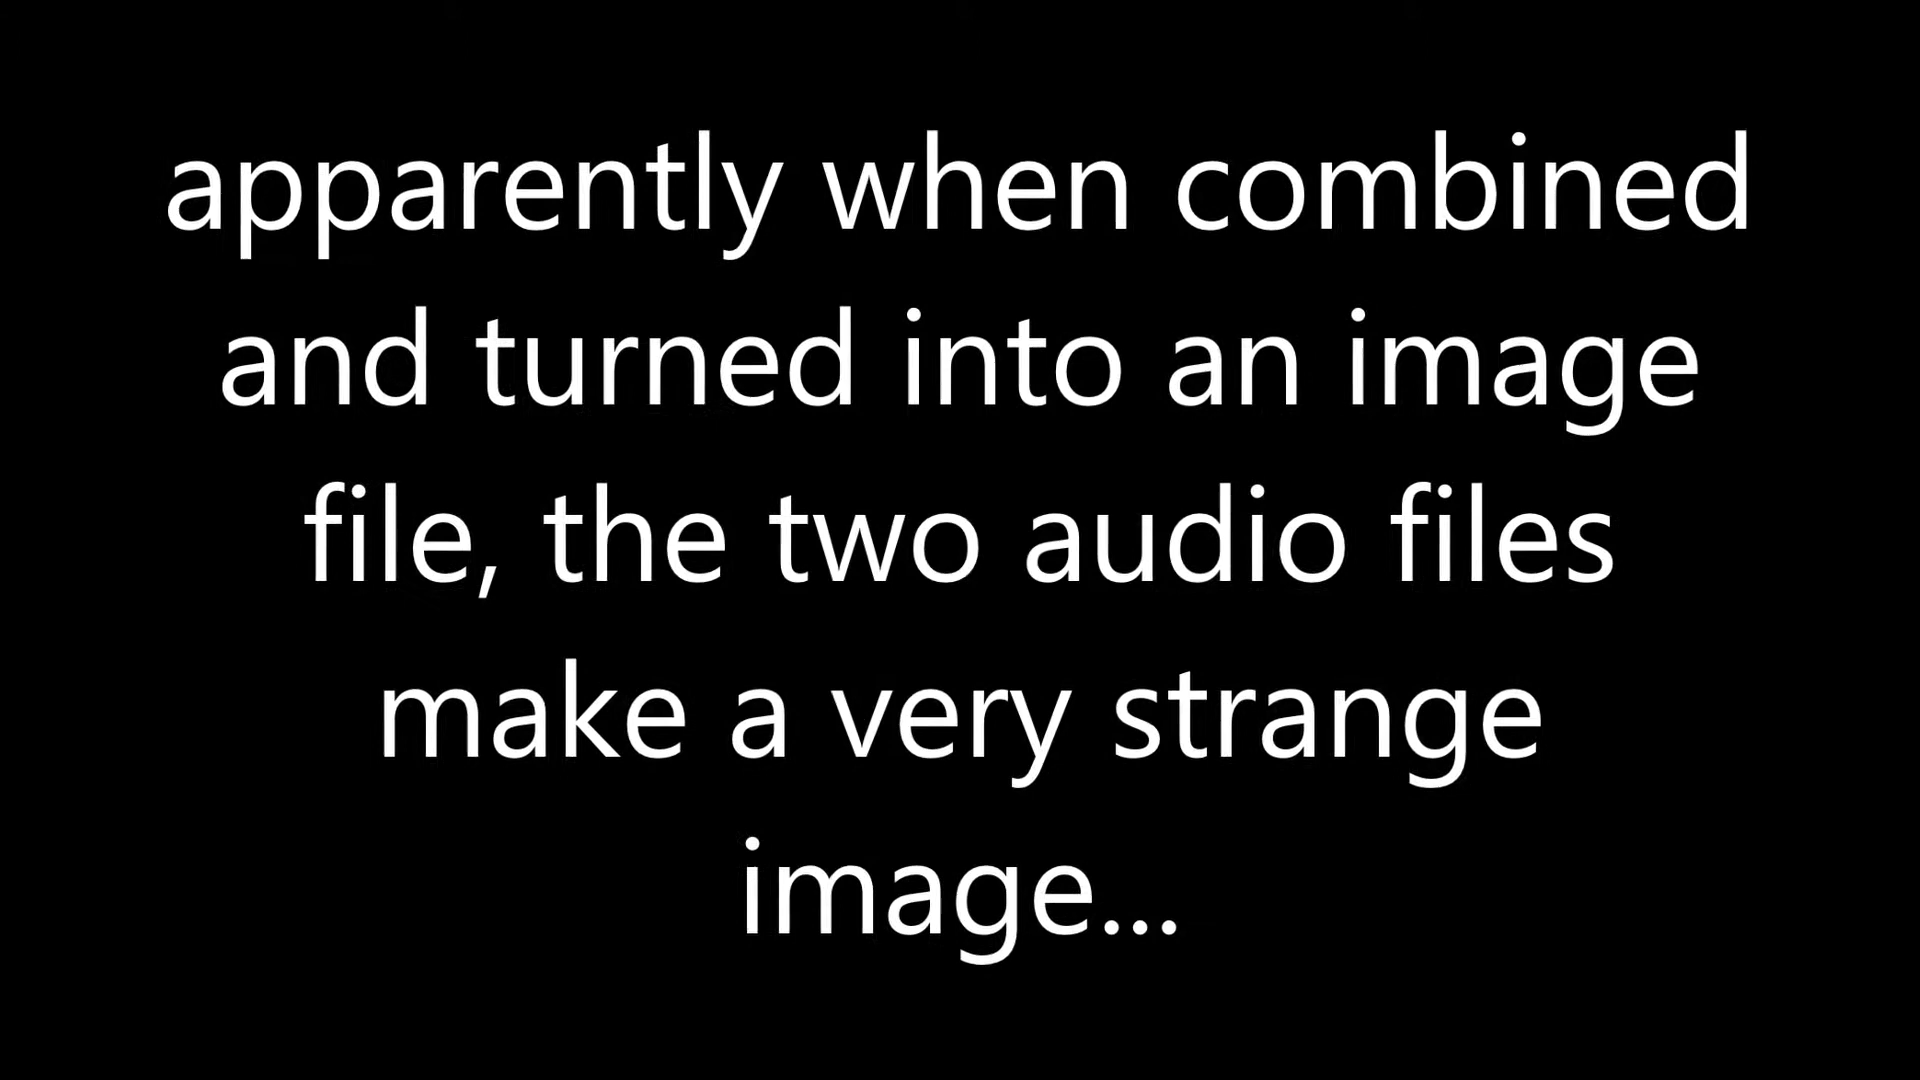 apparently when combined
and turned into an image
file, the two audio files
make a very strange
image...